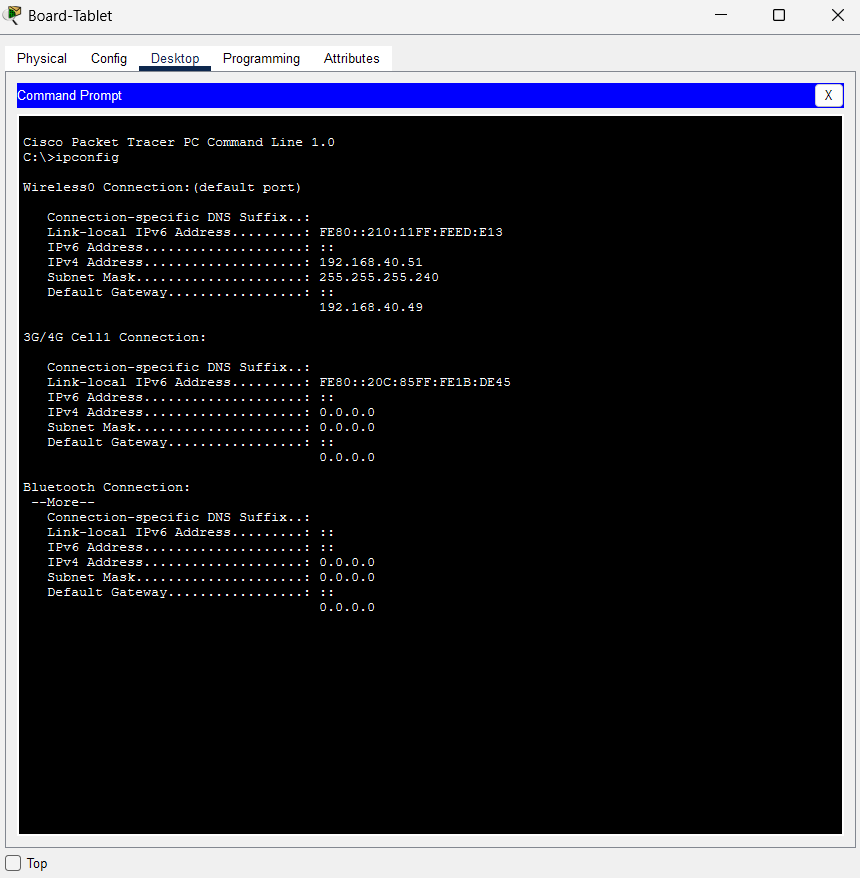 Board-Tablet
Physical Config Desktop Programming Attributes
Command Prompt X
Cisco Packet Tracer PC Command Line 1.0
C:\>ipconfig
Wireless0 Connection:(default port)
Connection-specific DNS Suffix..:
Link-local IPv6 Address.........: FE80::210:11FF:FEED:E13
IPv6 Address....................: ::
IPv4 Address....................: 192.168.40.51
Subnet Mask.....................: 255.255.255.240
Default Gateway.................: ::
192.168.40.49
3G/4G Cell1 Connection:
Connection-specific DNS Suffix..:
Link-local IPv6 Address.........: FE80::20C:85FF:FE1B:DE45
IPv6 Address....................: ::
IPv4 Address....................: 0.0.0.0
Subnet Mask.....................: 0.0.0.0
Default Gateway.................: ::
0.0.0.0
Bluetooth Connection:
--More--
Connection-specific DNS Suffix..:
Link-local IPv6 Address.........: ::
IPv6 Address....................: ::
IPv4 Address....................: 0.0.0.0
Subnet Mask.....................: 0.0.0.0
Default Gateway.................: ::
0.0.0.0
Top